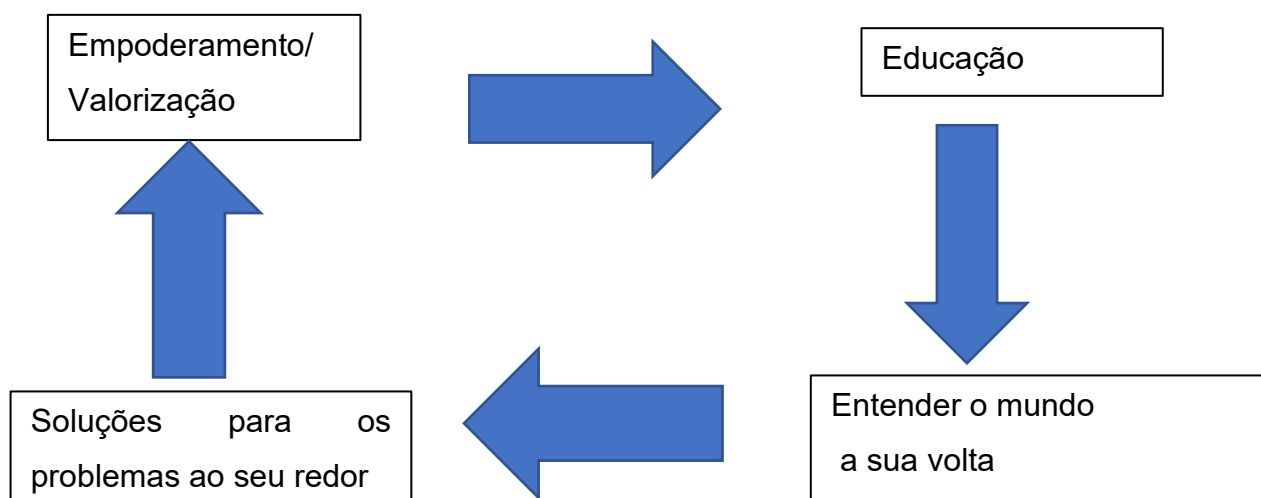 Empoderamento/
Valorização
Educação
Entender o mundo
a sua volta
Soluções para os
problemas ao seu redor